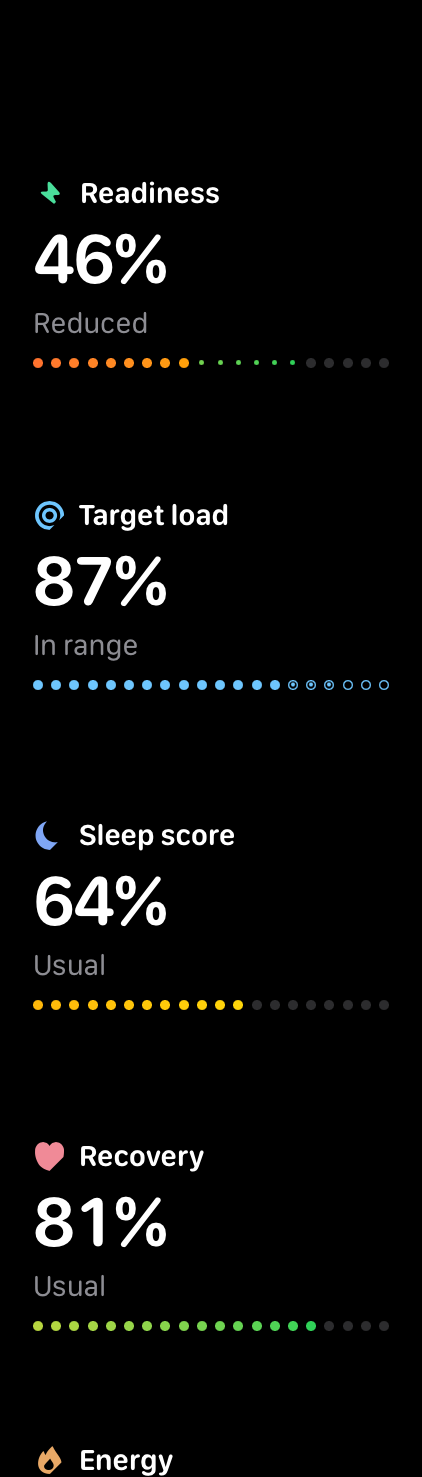 Readiness
46%
Reduced
Target load
87%
In range
Sleep score
64%
Usual
Recovery
81%
Usual
Energy